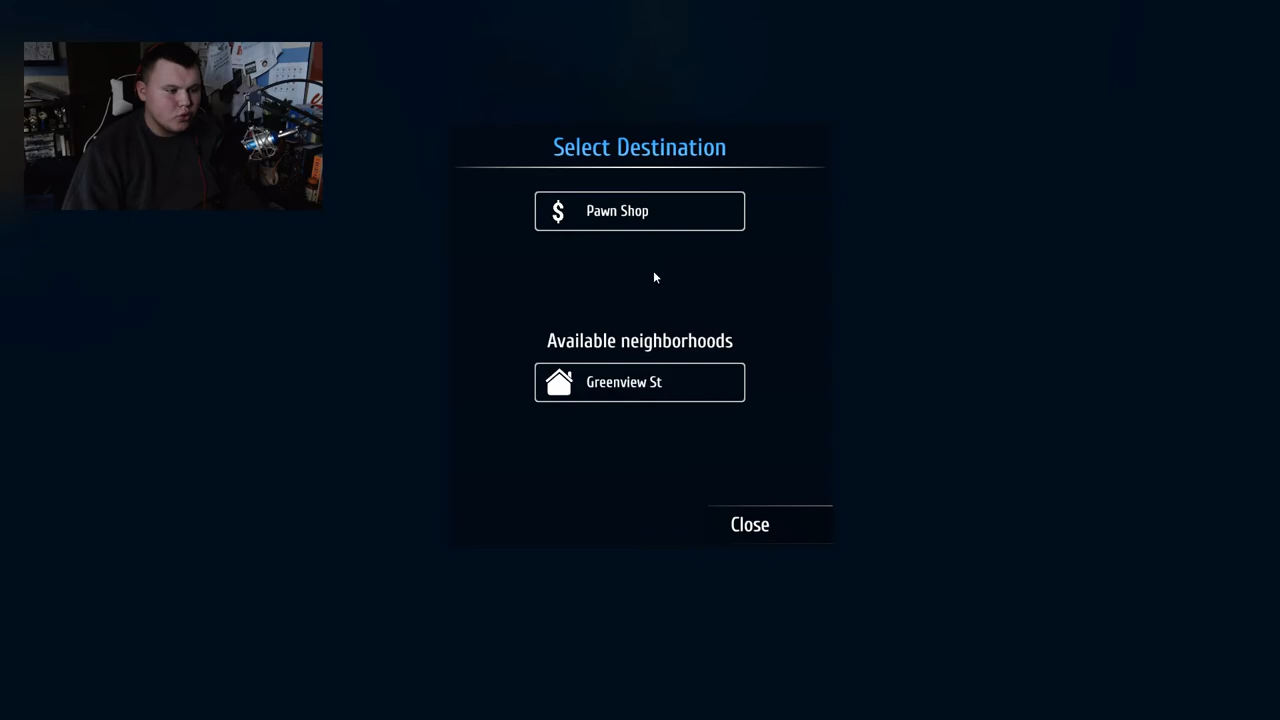 Select Destination
$ Pawn Shop
Available neighborhoods
Greenview St
Close